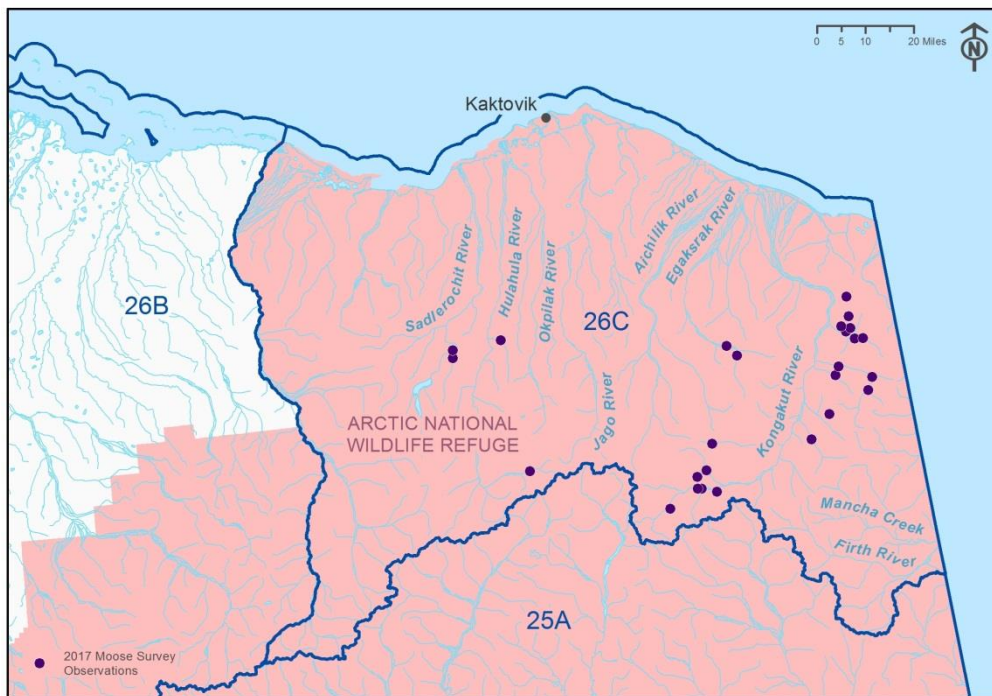 0 5 10 20 Miles
N
Kaktovik
26B
Sadlerochit River
Hulahula River
Okpilak River
26C
Aichilik River
Egaksrak River
Jago River
Kongakut River
ARCTIC NATIONAL
WILDLIFE REFUGE
Mancha Creek
Firth River
25A
2017 Moose Survey
Observations